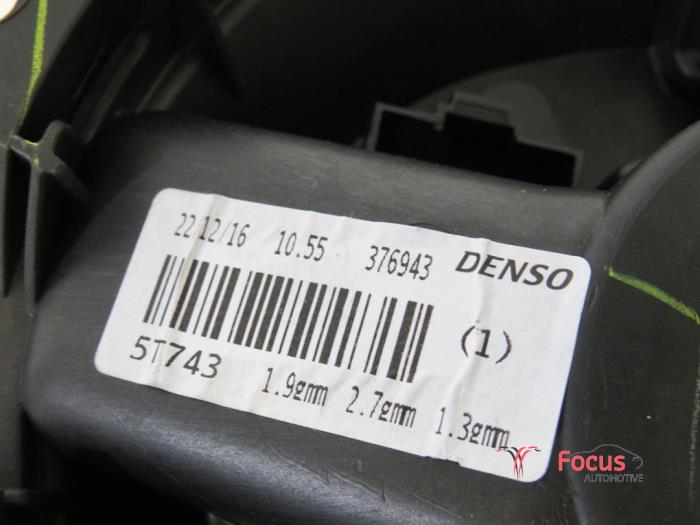 22/12/16 10.55 376943 DENSO
(1)
5T743
1.9gmm 2.7gmm 1.3gmm
Focus
AUTOMOTIVE